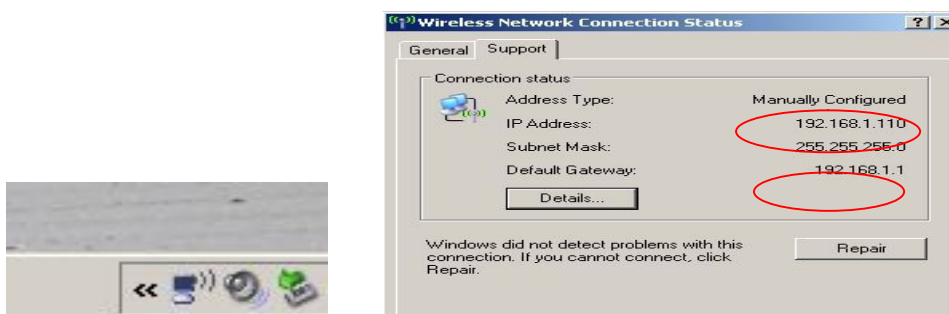 Wireless Network Connection Status
General Support
Connection status
Address Type: Manually Configured
IP Address: 192.168.1.110
Subnet Mask: 255.255.255.0
Default Gateway: 192.168.1.1
Details...
Windows did not detect problems with this
connection. If you cannot connect, click
Repair.
Repair